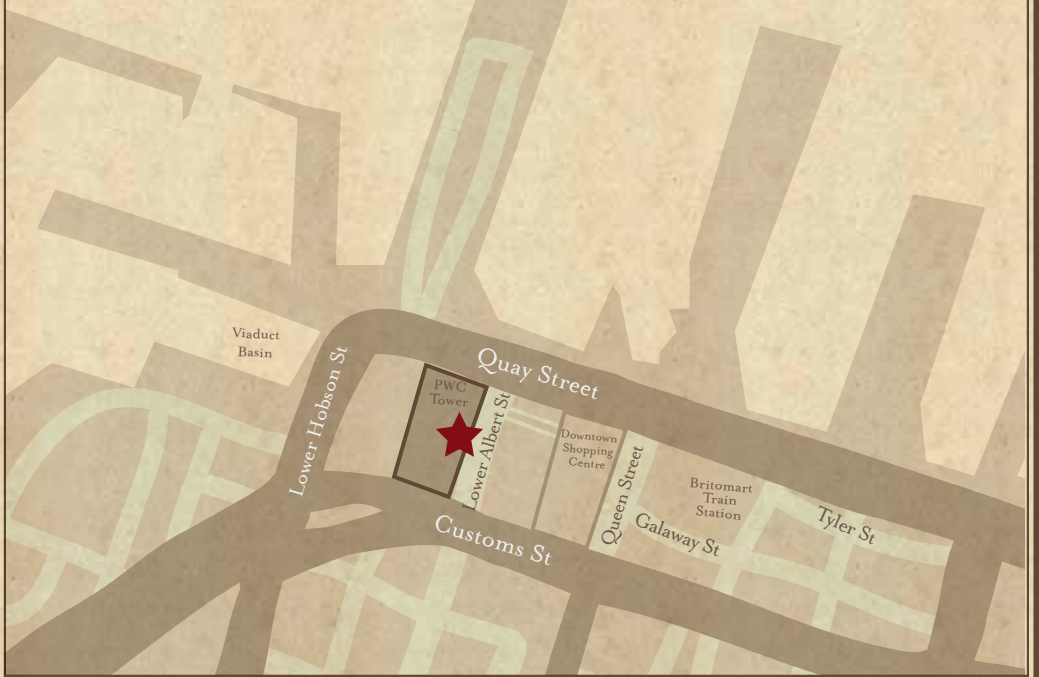 Viaduct
Basin
Lower Hobson St
Quay Street
PWC
Tower
Lower Albert St
Downtown
Shopping
Centre
Queen Street
Britomart
Train
Station
Galaway St
Tyler St
Customs St